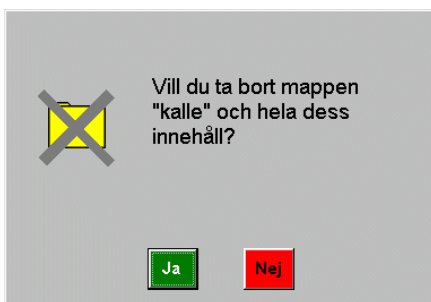 Vill du ta bort mappen
"kalle" och hela dess
innehåll?
Ja
Nej